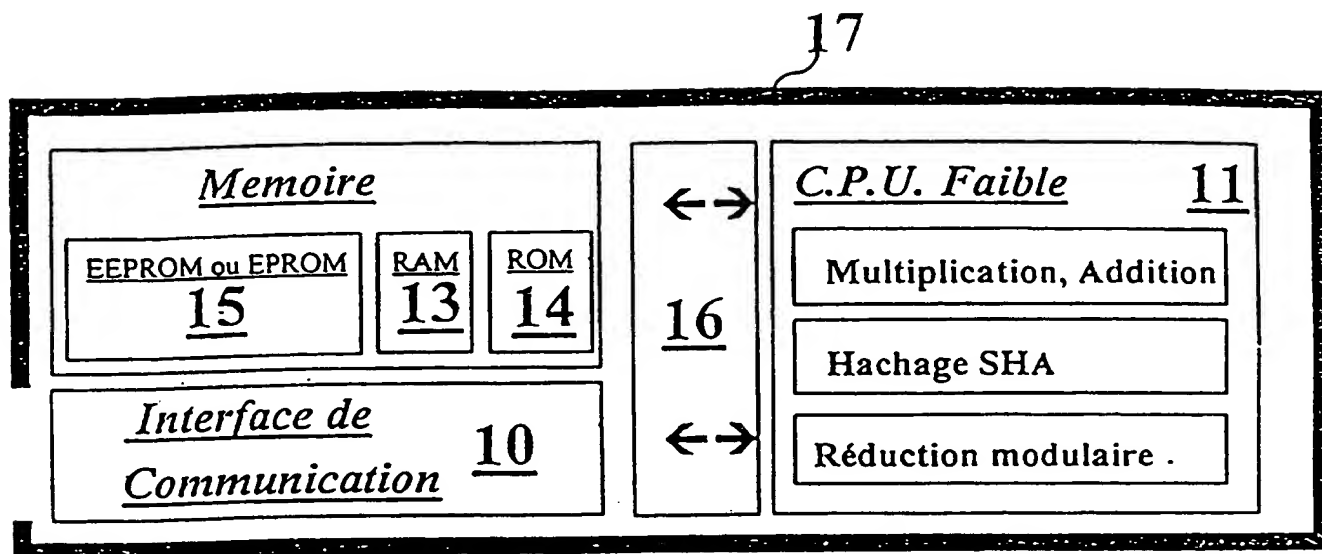 17
Memoire
EEPROM ou EPROM
15
RAM
13
ROM
14
Interface de
Communication
10
←→
16
←→
C.P.U. Faible
11
Multiplication, Addition
Hachage SHA
Réduction modulaire .